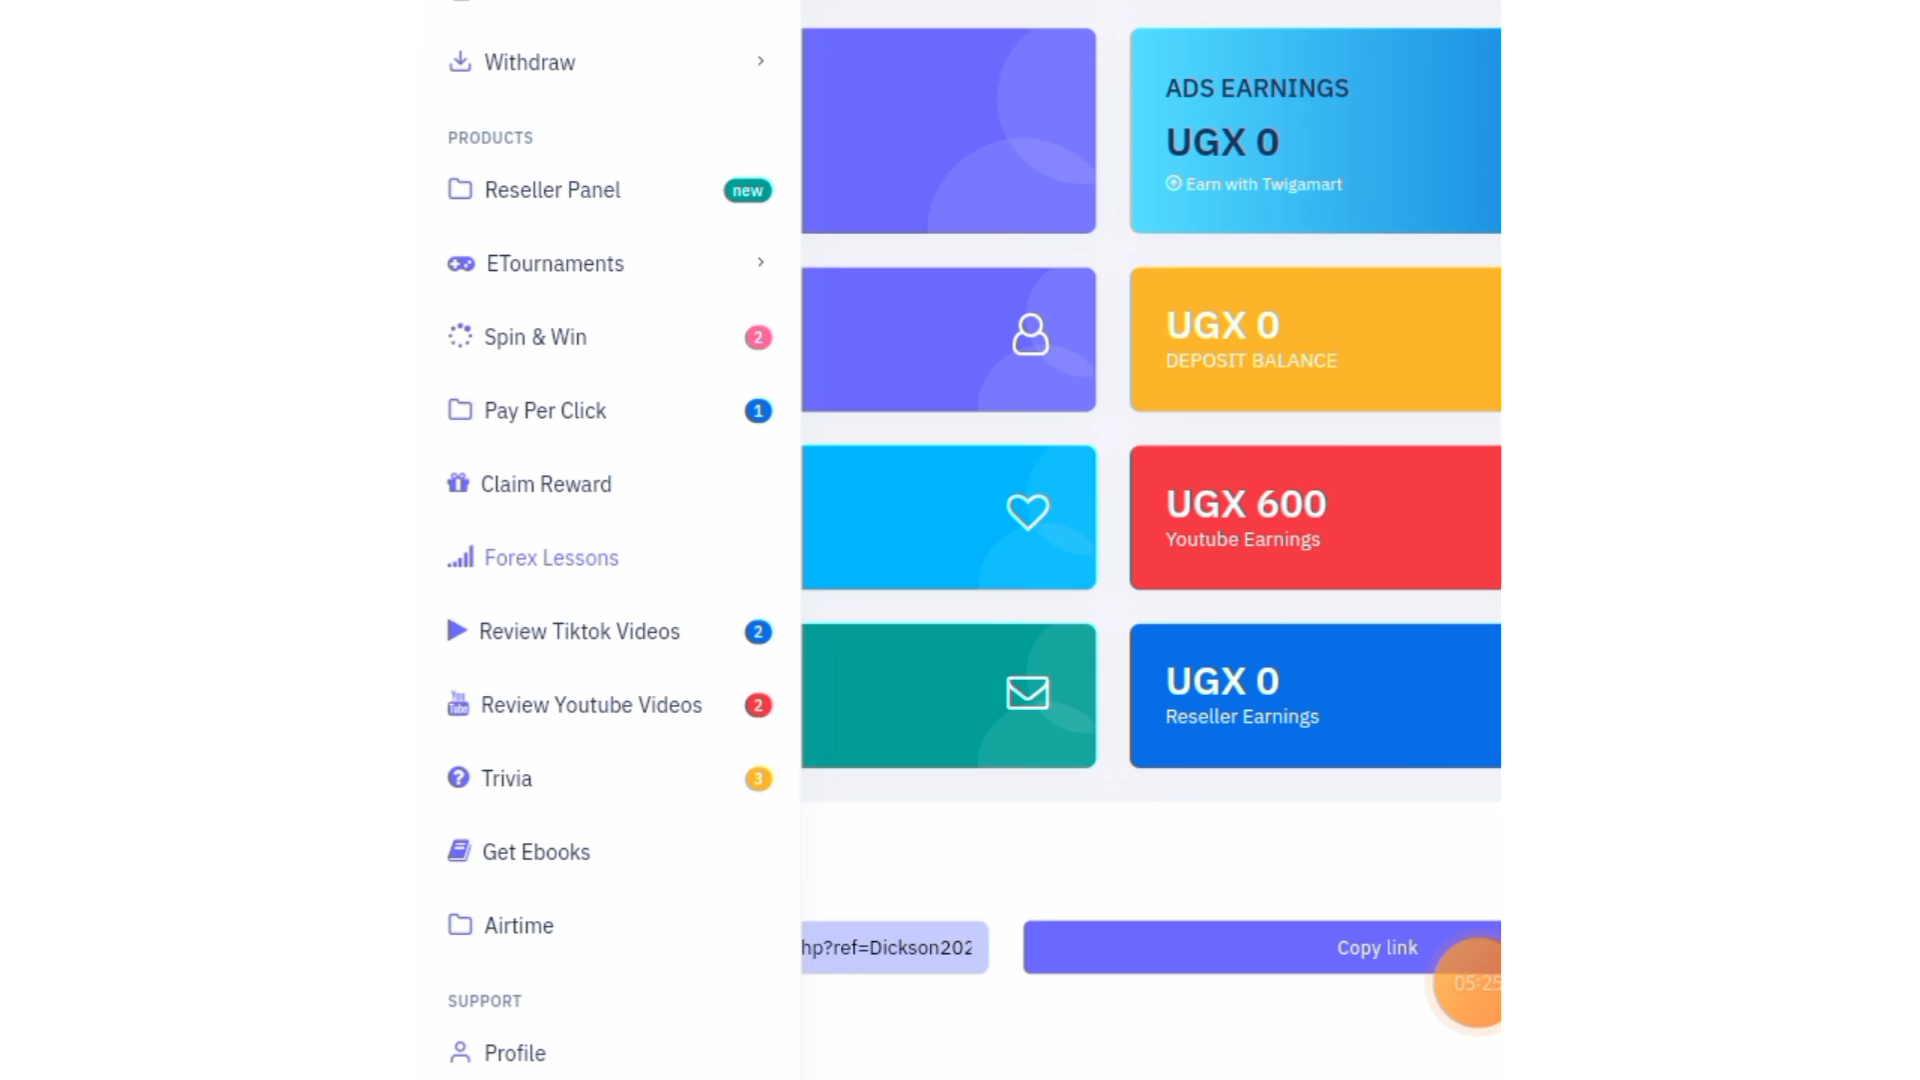 Withdraw
PRODUCTS
Reseller Panel new
ETournaments
Spin & Win 2
Pay Per Click 1
Claim Reward
Forex Lessons
Review Tiktok Videos 2
Review Youtube Videos 2
Trivia 3
Get Ebooks
Airtime
SUPPORT
Profile
ADS EARNINGS
UGX 0
Earn with Twigamart
UGX 0
DEPOSIT BALANCE
UGX 600
Youtube Earnings
UGX 0
Reseller Earnings
hp?ref=Dickson202
Copy link
05:25